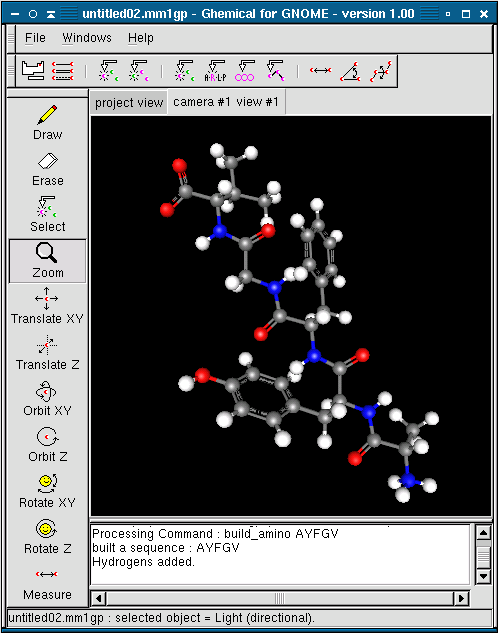 untitled02.mm1gp - Ghemical for GNOME - version 1.00
File Windows Help
A-R-L-P
project view camera #1 view #1
Draw
Erase
Select
Zoom
Translate XY
Translate Z
Orbit XY
Orbit Z
Rotate XY
Rotate Z
Measure
Processing Command : build_amino AYFGV
built a sequence : AYFGV
Hydrogens added.
untitled02.mm1gp : selected object = Light (directional).